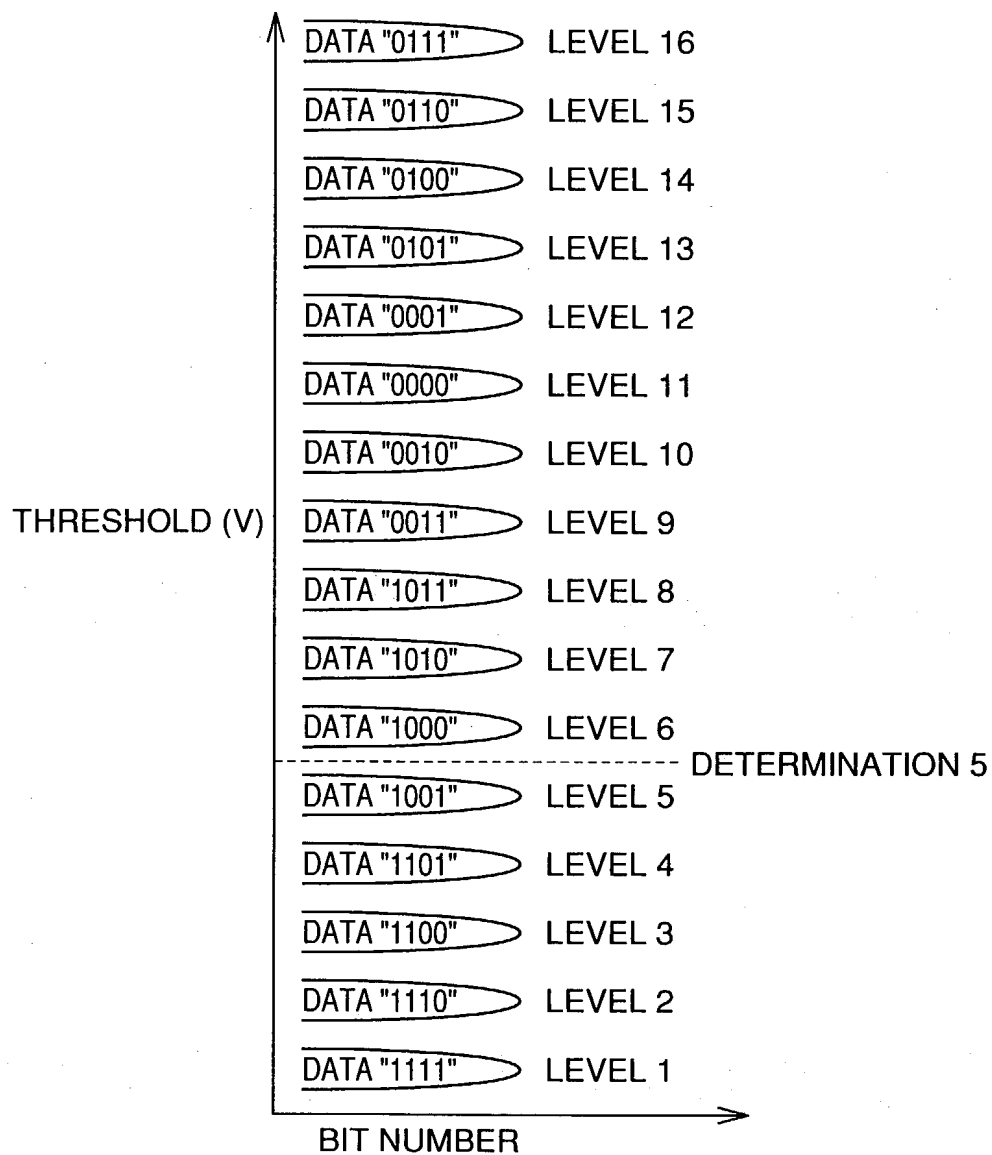 DATA "0111" LEVEL 16
DATA "0110" LEVEL 15
DATA "0100" LEVEL 14
DATA "0101" LEVEL 13
DATA "0001" LEVEL 12
DATA "0000" LEVEL 11
DATA "0010" LEVEL 10
THRESHOLD (V) DATA "0011" LEVEL 9
DATA "1011" LEVEL 8
DATA "1010" LEVEL 7
DATA "1000" LEVEL 6
DETERMINATION 5
DATA "1001" LEVEL 5
DATA "1101" LEVEL 4
DATA "1100" LEVEL 3
DATA "1110" LEVEL 2
DATA "1111" LEVEL 1
BIT NUMBER